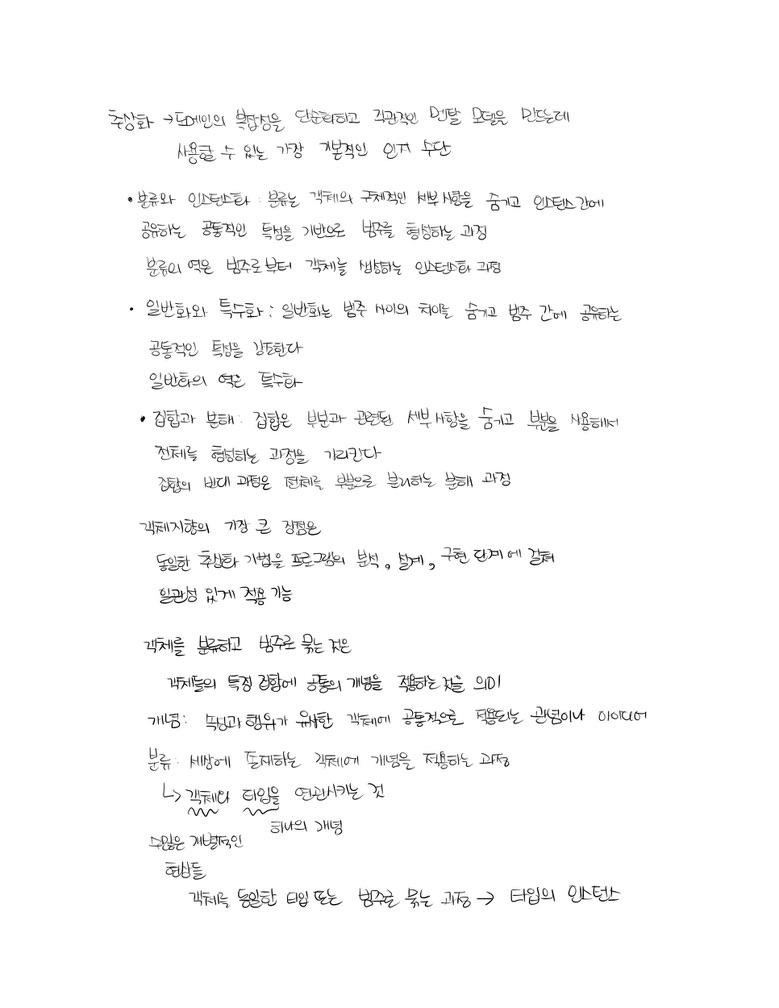 추상화 → 도메인의 복잡성을 단순화하고 직관적인 멘탈 모델을 만드는데
사용할 수 있는 가장 기본적인 인지 수단
• 분류와 인스턴스화 : 분류는 객체의 구체적인 세부 사항을 숨기고 인스턴스 간에
공유하는 공통적인 특성을 기반으로 범주를 형성하는 과정
분류의 역은 범주로부터 객체를 생성하는 인스턴스화 과정
• 일반화와 특수화 : 일반화는 범주 사이의 차이를 숨기고 범주 간에 공유하는
공통적인 특성을 강조한다
일반화의 역은 특수화
• 집합과 분해 : 집합은 부분과 관련된 세부 사항을 숨기고 부분을 사용해서
전체를 형성하는 과정을 가리킨다
집합의 반대 과정은 전체를 부분으로 분리하는 분해 과정
객체지향의 가장 큰 장점은
동일한 추상화 기법을 프로그램의 분석, 설계, 구현 단계에 걸쳐
일관성 있게 적용 가능
객체를 분류하고 범주로 묶는 것은
객체들의 특정 집합에 공통의 개념을 적용하는 것을 의미
개념 : 속성과 행위가 유사한 객체에 공통적으로 적용되는 관념이나 아이디어
분류 : 세상에 존재하는 객체에 개념을 적용하는 과정
↳ 객체와 타입을 연관시키는 것
하나의 개념
수많은 개별적인
현상들
객체를 동일한 타입 또는 범주로 묶는 과정 → 타입의 인스턴스